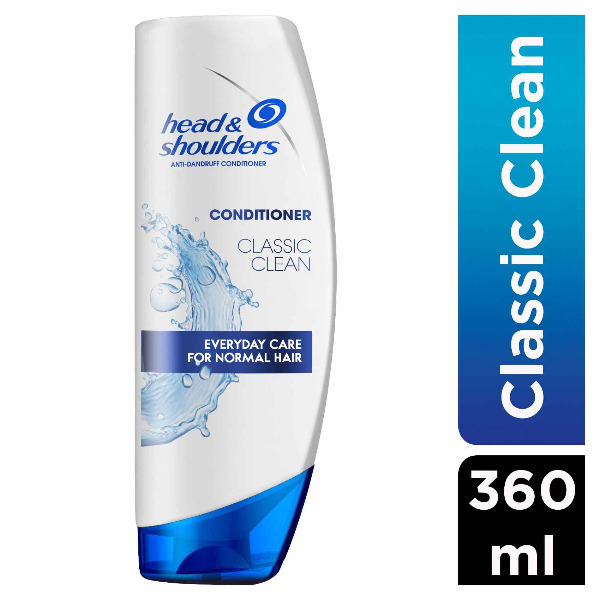 head &
shoulders
ANTI-DANDRUFF CONDITIONER
CONDITIONER
CLASSIC
CLEAN
EVERYDAY CARE
FOR NORMAL HAIR
Classic Clean
360
ml